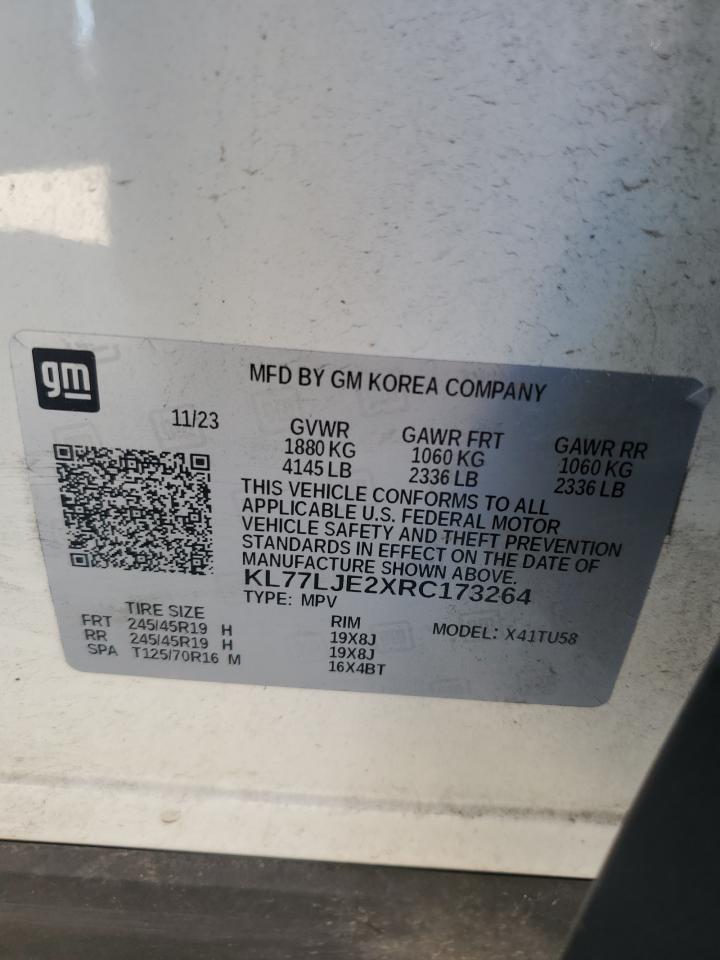 gm
MFD BY GM KOREA COMPANY
11/23
GVWR
1880 KG
4145 LB
GAWR FRT
1060 KG
2336 LB
GAWR RR
1060 KG
2336 LB
THIS VEHICLE CONFORMS TO ALL
APPLICABLE U.S. FEDERAL MOTOR
VEHICLE SAFETY AND THEFT PREVENTION
STANDARDS IN EFFECT ON THE DATE OF
MANUFACTURE SHOWN ABOVE.
KL77LJE2XRC173264
TYPE: MPV
MODEL: X41TU58
TIRE SIZE
RIM
FRT 245/45R19 H 19X8J
RR 245/45R19 H 19X8J
SPA T125/70R16 M 16X4BT